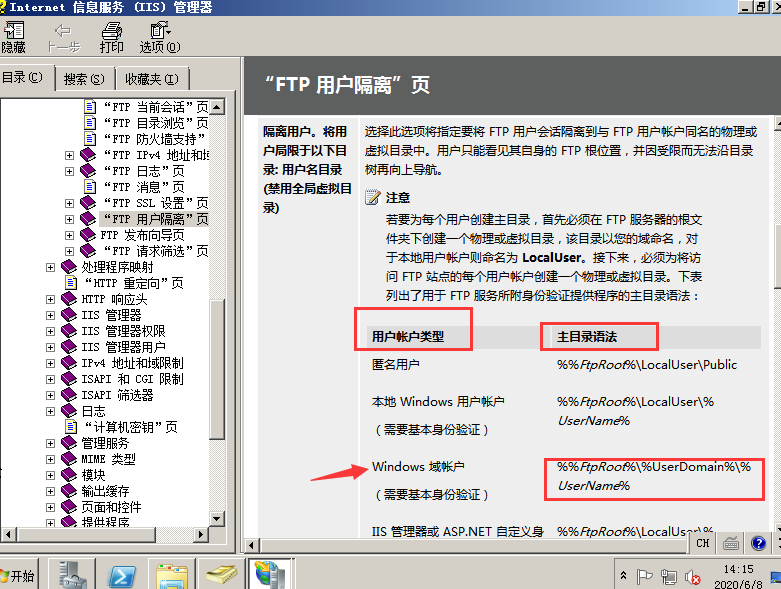 Internet 信息服务 (IIS) 管理器
隐藏
上一步
打印
选项(O)
目录(C)
搜索(S)
收藏夹(I)
“FTP 当前会话”页
“FTP 目录浏览”页
“FTP 防火墙支持”
“FTP IPv4 地址和域
“FTP 日志”页
“FTP 消息”页
“FTP SSL 设置”页
“FTP 用户隔离”页
FTP 发布向导页
“FTP 请求筛选”页
处理程序映射
“HTTP 重定向”页
HTTP 响应头
IIS 管理器
IIS 管理器权限
IIS 管理器用户
IPv4 地址和域限制
ISAPI 和 CGI 限制
ISAPI 筛选器
日志
“计算机密钥”页
管理服务
MIME 类型
模块
输出缓存
页面和控件
提供程序
“FTP 用户隔离”页
隔离用户。将用
户局限于以下目
录: 用户名目录
(禁用全局虚拟目
录)
选择此选项将指定要将 FTP 用户会话隔离到与 FTP 用户帐户同名的物理或
虚拟目录中。用户只能看见其自身的 FTP 根位置，并因受限而无法沿目录
树再向上导航。
注意
若要为每个用户创建主目录，首先必须在 FTP 服务器的根文
件夹下创建一个物理或虚拟目录，该目录以您的域命名，对
于本地用户帐户则命名为 LocalUser。接下来，必须为将访
问 FTP 站点的每个用户帐户创建一个物理或虚拟目录。下表
列出了用于 FTP 服务所附身份验证提供程序的主目录语法：
用户帐户类型
主目录语法
匿名用户
%%FtpRoot%\LocalUser\Public
本地 Windows 用户帐户
（需要基本身份验证）
%%FtpRoot%\LocalUser\%
UserName%
Windows 域帐户
（需要基本身份验证）
%%FtpRoot%\%UserDomain%\%
UserName%
IIS 管理器或 ASP.NET 自定义身
%%FtpRoot%\LocalUser\%
CH
开始
14:15
2020/6/8